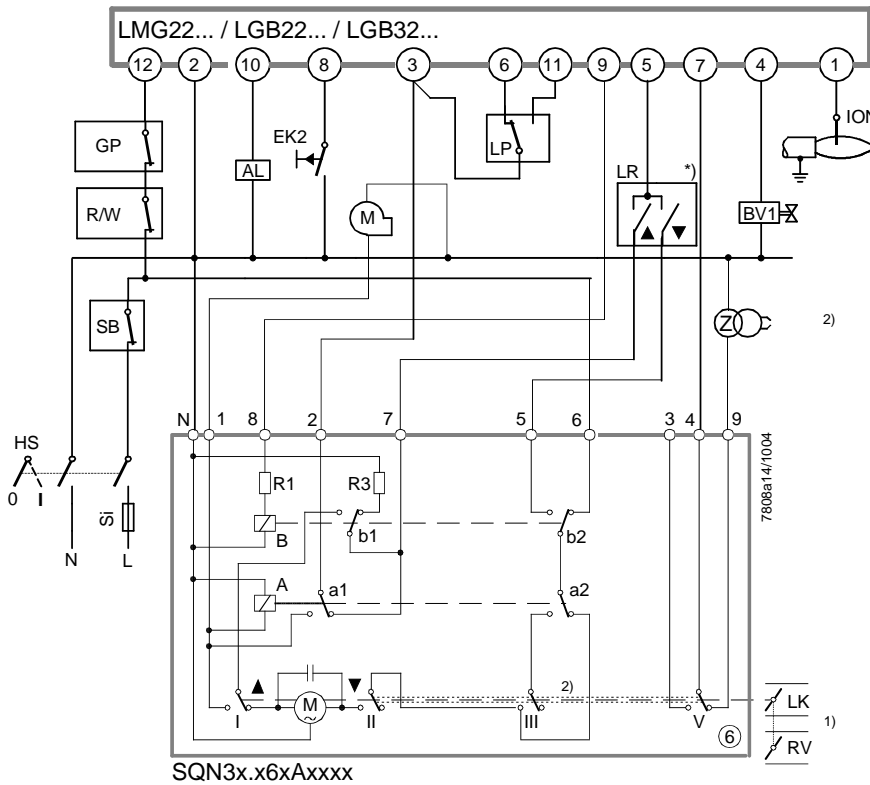 LMG22... / LGB22... / LGB32...
12 2 10 8 3 6 11 9 5 7 4 1
ION
GP
EK2
LP
AL
LR *)
R/W
M
BV1
SB
Z 2)
N 1 8 2 7 5 6 3 4 9
HS
0 I
Si
N L
R1 R3
B b1 b2
A a1 a2
7808a14/1004
2)
M
~
I II III V
6
LK
1)
RV
SQN3x.x6xAxxxx